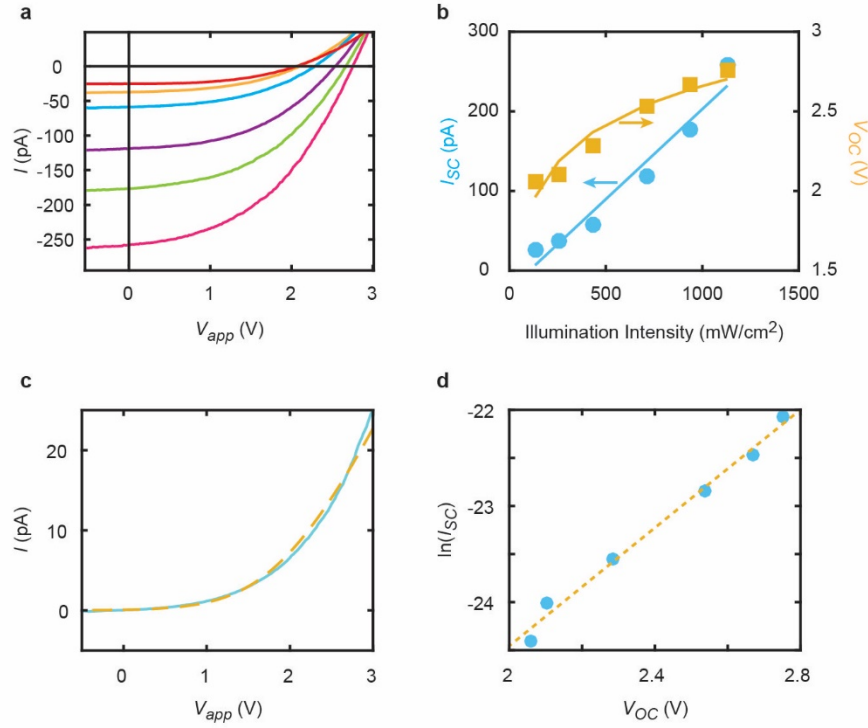 a
0
-50
-100
-150
-200
-250
I (pA)
0
1
2
3
V_app (V)
b
300
200
100
0
I_SC (pA)
3
2.5
2
1.5
V_OC (V)
0
500
1000
1500
Illumination Intensity (mW/cm²)
c
20
10
0
I (pA)
0
1
2
3
V_app (V)
d
-22
-23
-24
ln(I_SC)
2
2.4
2.8
V_OC (V)